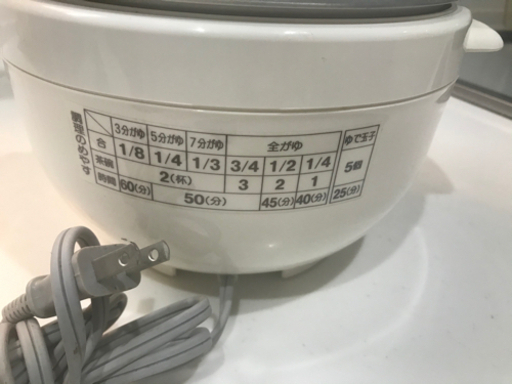 調理のめやす
3分がゆ 5分がゆ 7分がゆ 全がゆ ゆで玉子
合 1/8 1/4 1/3 3/4 1/2 1/4 5個
茶碗 2(杯) 3 2 1
時間 60(分) 50(分) 45(分) 40(分) 25(分)